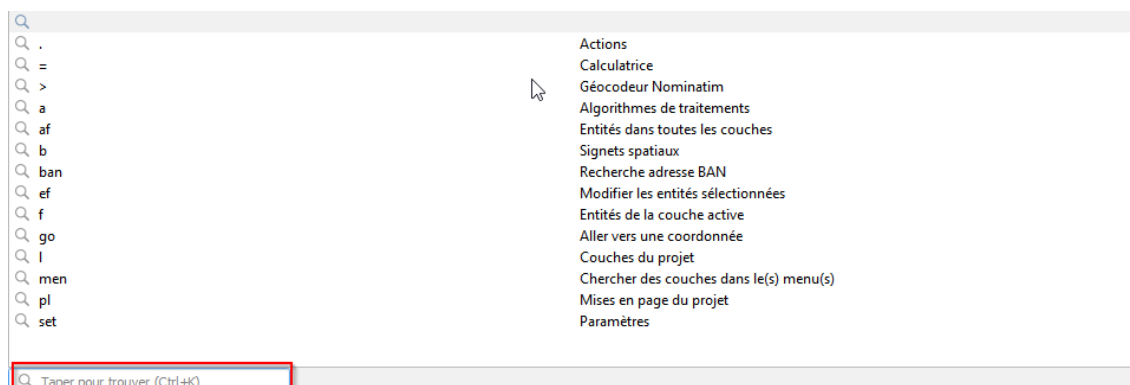 . Actions
= Calculatrice
> Géocodeur Nominatim
a Algorithmes de traitements
af Entités dans toutes les couches
b Signets spatiaux
ban Recherche adresse BAN
ef Modifier les entités sélectionnées
f Entités de la couche active
go Aller vers une coordonnée
l Couches du projet
men Chercher des couches dans le(s) menu(s)
pl Mises en page du projet
set Paramètres
Taper pour trouver (Ctrl+K)